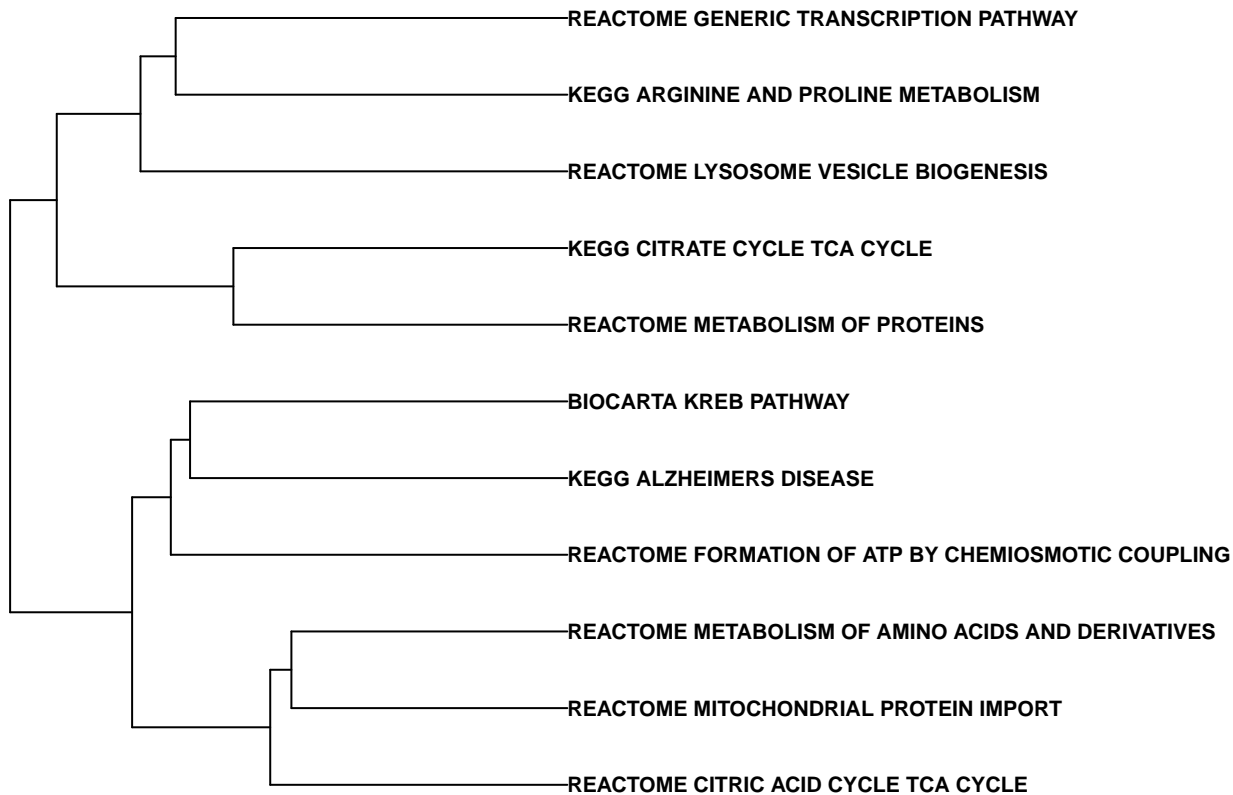 REACTOME GENERIC TRANSCRIPTION PATHWAY
KEGG ARGININE AND PROLINE METABOLISM
REACTOME LYSOSOME VESICLE BIOGENESIS
KEGG CITRATE CYCLE TCA CYCLE
REACTOME METABOLISM OF PROTEINS
BIOCARTA KREB PATHWAY
KEGG ALZHEIMERS DISEASE
REACTOME FORMATION OF ATP BY CHEMIOSMOTIC COUPLING
REACTOME METABOLISM OF AMINO ACIDS AND DERIVATIVES
REACTOME MITOCHONDRIAL PROTEIN IMPORT
REACTOME CITRIC ACID CYCLE TCA CYCLE